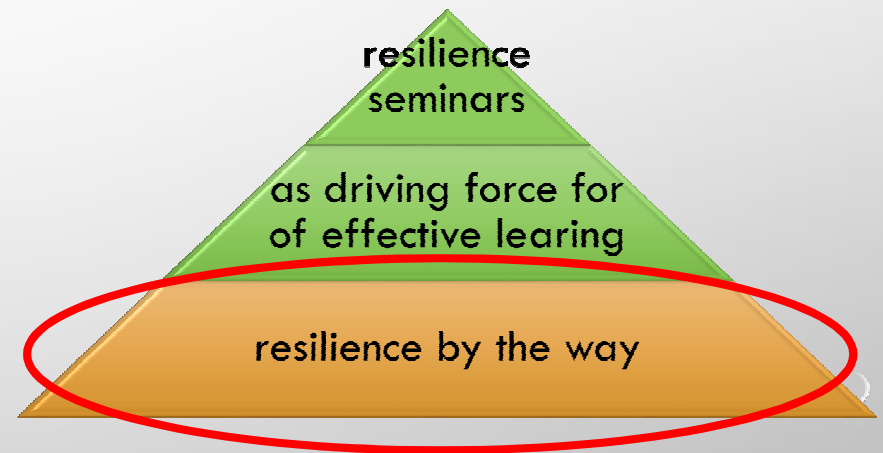 resilience
seminars
as driving force for
of effective learing
resilience by the way